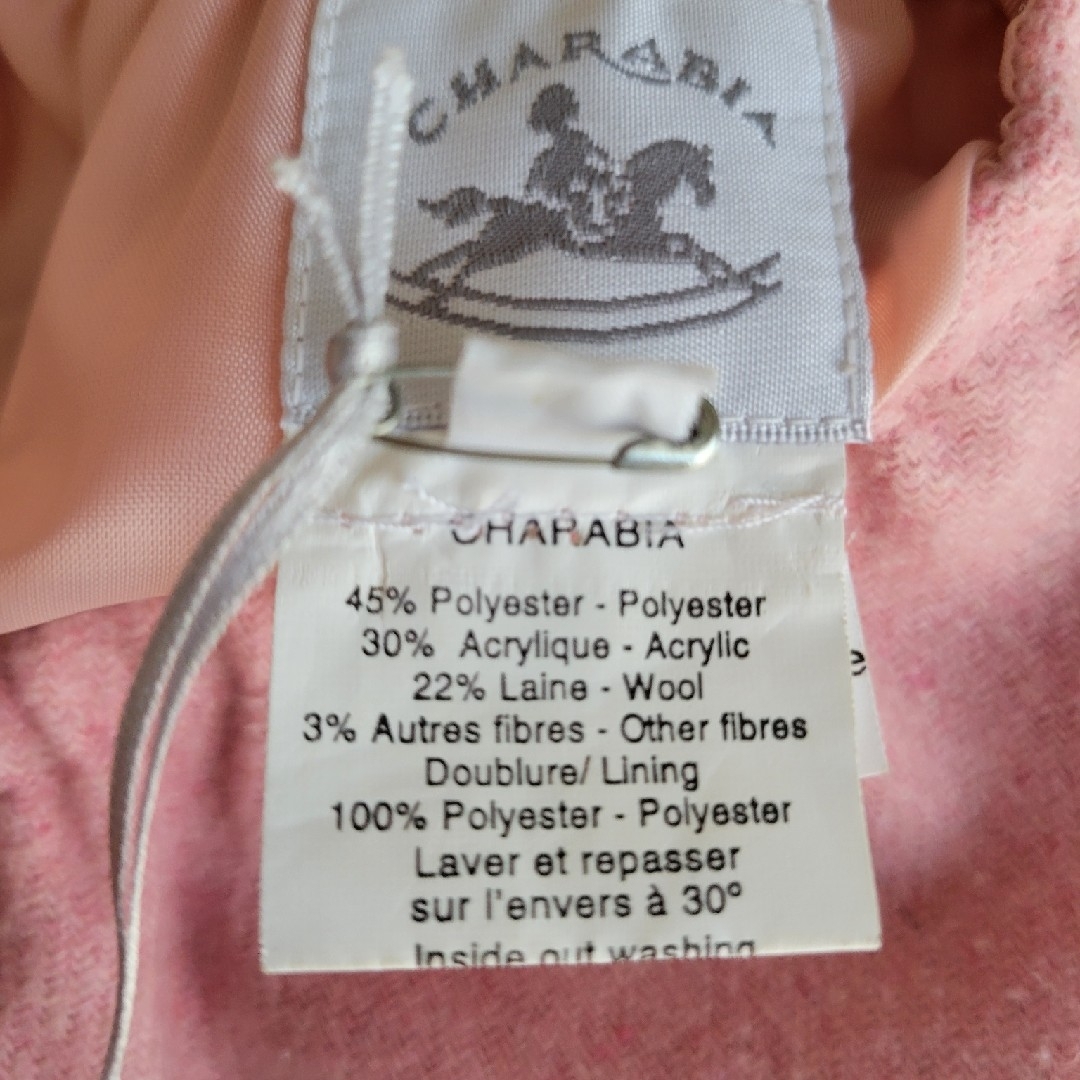 CHARABIA
CHARABIA
45% Polyester - Polyester
30% Acrylique - Acrylic
22% Laine - Wool
3% Autres fibres - Other fibres
Doublure/ Lining
100% Polyester - Polyester
Laver et repasser
sur l'envers à 30°
Inside out washing
e